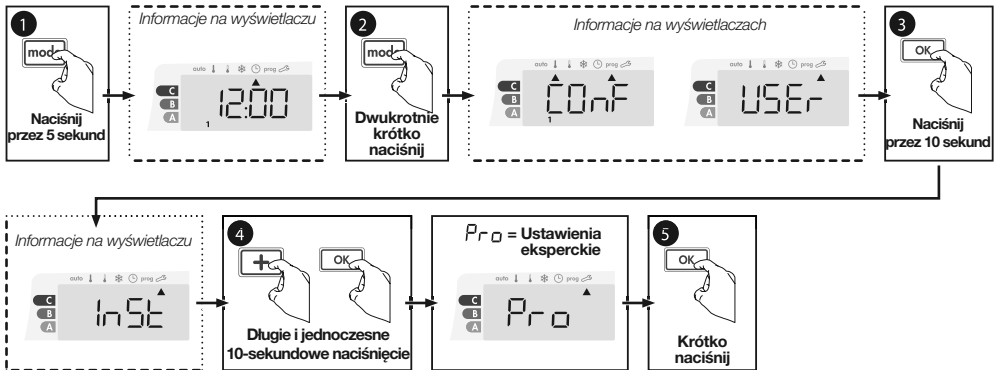 1
mode
Naciśnij
przez 5 sekund
Informacje na wyświetlaczu
auto prog
C
B
A
12:00
1
2
mode
Dwukrotnie
krótko
naciśnij
Informacje na wyświetlaczach
auto prog
C
B
A
COnF
1
auto prog
C
B
A
USEr
3
OK
Naciśnij
przez 10 sekund
Informacje na wyświetlaczu
auto prog
C
B
A
InSt
4
+
OK
Długie i jednoczesne
10-sekundowe naciśnięcie
Pro = Ustawienia
eksperckie
auto prog
C
B
A
Pro
5
OK
Krótko
naciśnij